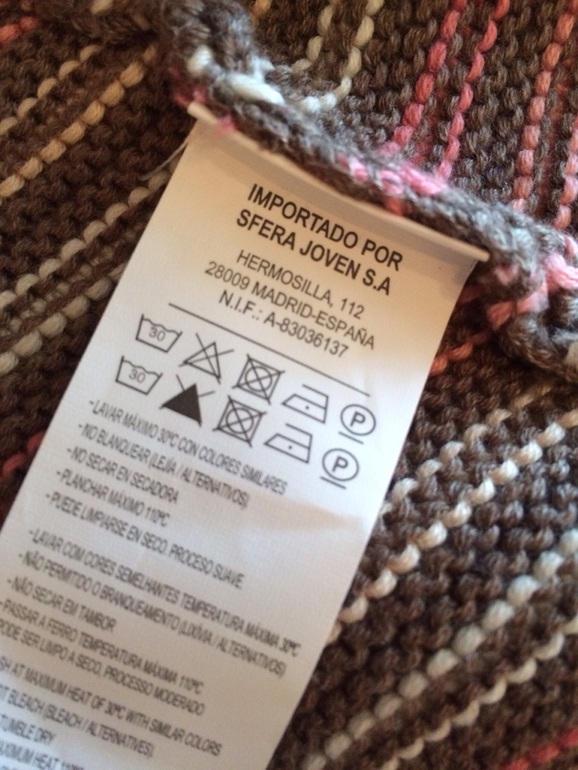 IMPORTADO POR
SFERA JOVEN S.A
HERMOSILLA, 112
28009 MADRID-ESPAÑA
N.I.F.: A-83036137
30 P
30 P
- LAVAR MÁXIMO 30ºC CON COLORES SIMILARES
- NO BLANQUEAR (LEJÍA / ALTERNATIVOS)
- NO SECAR EN SECADORA
- PLANCHAR MÁXIMO 110ºC
- PUEDE LIMPIARSE EN SECO. PROCESO SUAVE.
- LAVAR COM CORES SEMELHANTES TEMPERATURA MÁXIMA 30ºC
- NÃO PERMITIDO O BRANQUEAMENTO (LIXÍVIA / ALTERNATIVOS)
- NÃO SECAR EM TAMBOR
- PASSAR A FERRO TEMPERATURA MÁXIMA 110ºC
PODE SER LIMPO A SECO, PROCESSO MODERADO
AT MAXIMUM HEAT OF 30ºC WITH SIMILAR COLORS
BLEACH (BLEACH / ALTERNATIVES).
TUMBLE DRY
HEAT